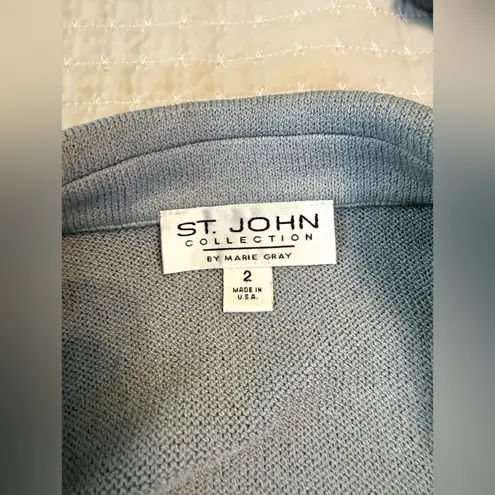 ST. JOHN
COLLECTION
BY MARIE GRAY
2
MADE IN
U.S.A.